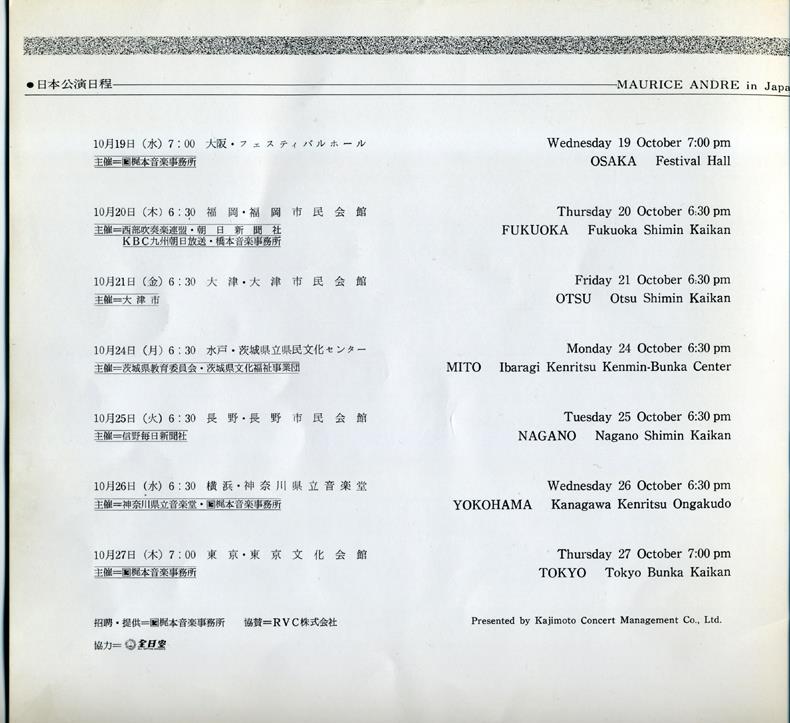 ●日本公演日程 MAURICE ANDRE in Japa
10月19日（水）7：00 大阪・フェスティバルホール Wednesday 19 October 7:00 pm
主催=梶本音楽事務所 OSAKA Festival Hall
10月20日（木）6：30 福岡・福岡市民会館 Thursday 20 October 6:30 pm
主催=西部吹奏楽連盟・朝日新聞社 FUKUOKA Fukuoka Shimin Kaikan
KBC九州朝日放送・橋本音楽事務所
10月21日（金）6：30 大津・大津市民会館 Friday 21 October 6:30 pm
主催=大津市 OTSU Otsu Shimin Kaikan
10月24日（月）6：30 水戸・茨城県立県民文化センター Monday 24 October 6:30 pm
主催=茨城県教育委員会・茨城県文化福祉事業団 MITO Ibaragi Kenritsu Kenmin-Bunka Center
10月25日（火）6：30 長野・長野市民会館 Tuesday 25 October 6:30 pm
主催=信野毎日新聞社 NAGANO Nagano Shimin Kaikan
10月26日（水）6：30 横浜・神奈川県立音楽堂 Wednesday 26 October 6:30 pm
主催=神奈川県立音楽堂・梶本音楽事務所 YOKOHAMA Kanagawa Kenritsu Ongakudo
10月27日（木）7：00 東京・東京文化会館 Thursday 27 October 7:00 pm
主催=梶本音楽事務所 TOKYO Tokyo Bunka Kaikan
招聘・提供=梶本音楽事務所 協賛=RVC株式会社 Presented by Kajimoto Concert Management Co., Ltd.
協力=全日空